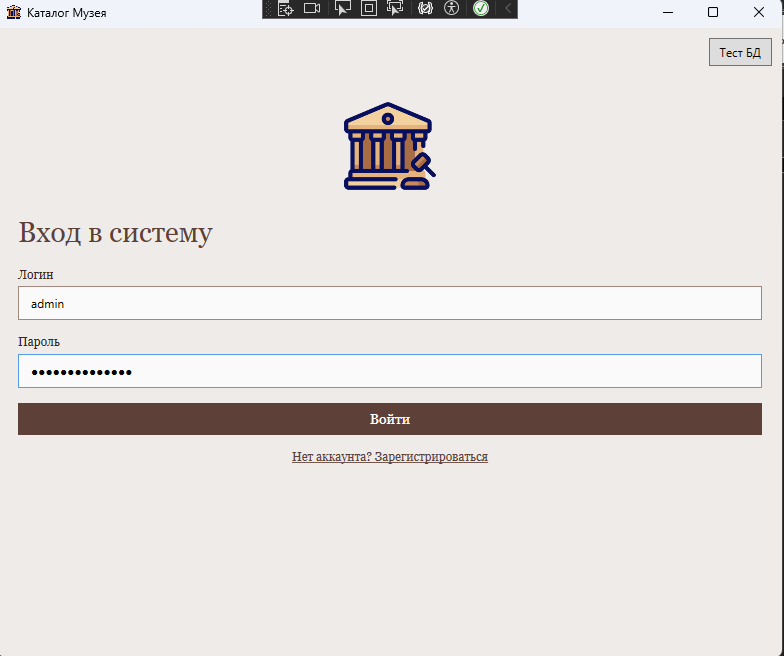 Каталог Музея
Тест БД
Вход в систему
Логин
admin
Пароль
••••••••••••••
Войти
Нет аккаунта? Зарегистрироваться